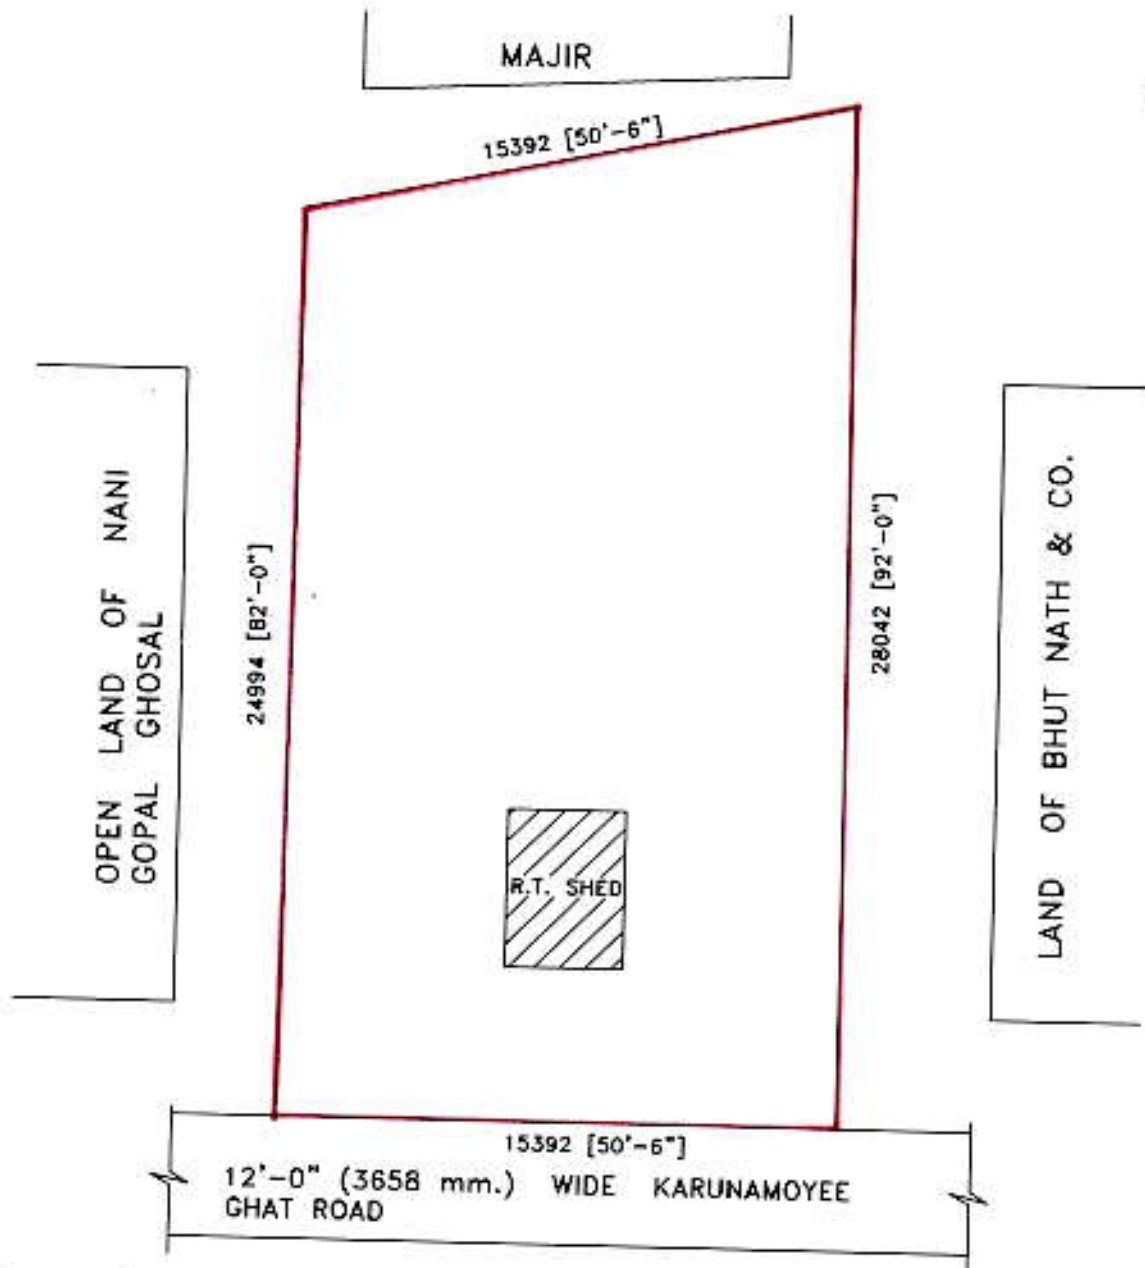 MAJIR
15392 [50'-6"]
OPEN LAND OF NANI
GOPAL GHOSAL
24994 [82'-0"]
28042 [92'-0"]
LAND OF BHUT NATH & CO.
R.T. SHED
15392 [50'-6"]
12'-0" (3658 mm.) WIDE KARUNAMOYEE
GHAT ROAD